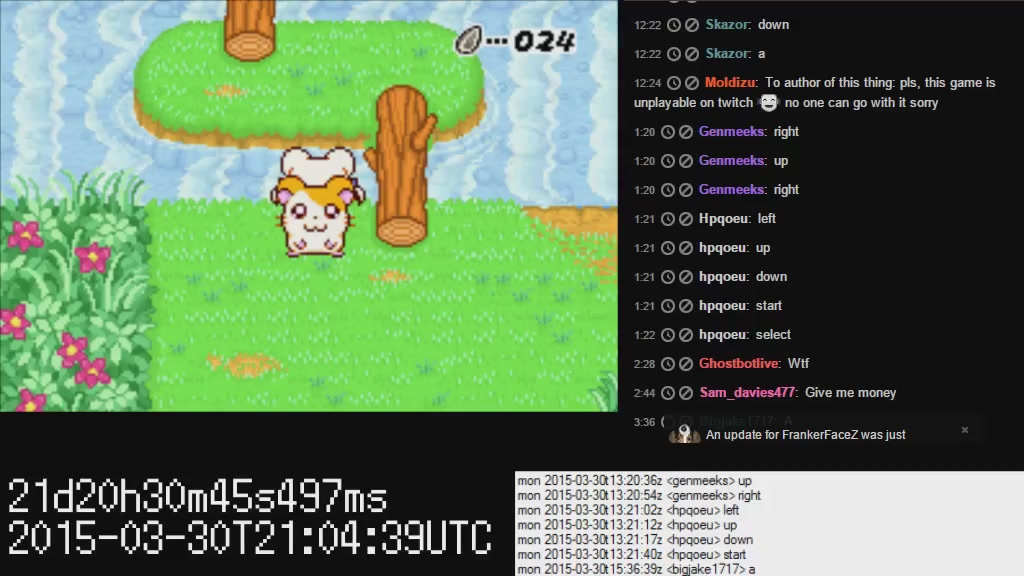 024
12:22 Skazor: down
12:22 Skazor: a
12:24 Moldizu: To author of this thing: pls, this game is
unplayable on twitch no one can go with it sorry
1:20 Genmeeks: right
1:20 Genmeeks: up
1:20 Genmeeks: right
1:21 Hpqoeu: left
1:21 hpqoeu: up
1:21 hpqoeu: down
1:21 hpqoeu: start
1:22 hpqoeu: select
2:28 Ghostbotlive: Wtf
2:44 Sam_davies477: Give me money
3:36 Bigjake1717: A
An update for FrankerFaceZ was just
21d20h30m45s497ms
2015-03-30T21:04:39UTC
mon 2015-03-30t13:20:36z <genmeeks> up
mon 2015-03-30t13:20:54z <genmeeks> right
mon 2015-03-30t13:21:02z <hpqoeu> left
mon 2015-03-30t13:21:12z <hpqoeu> up
mon 2015-03-30t13:21:17z <hpqoeu> down
mon 2015-03-30t13:21:40z <hpqoeu> start
mon 2015-03-30t15:36:39z <bigjake1717> a